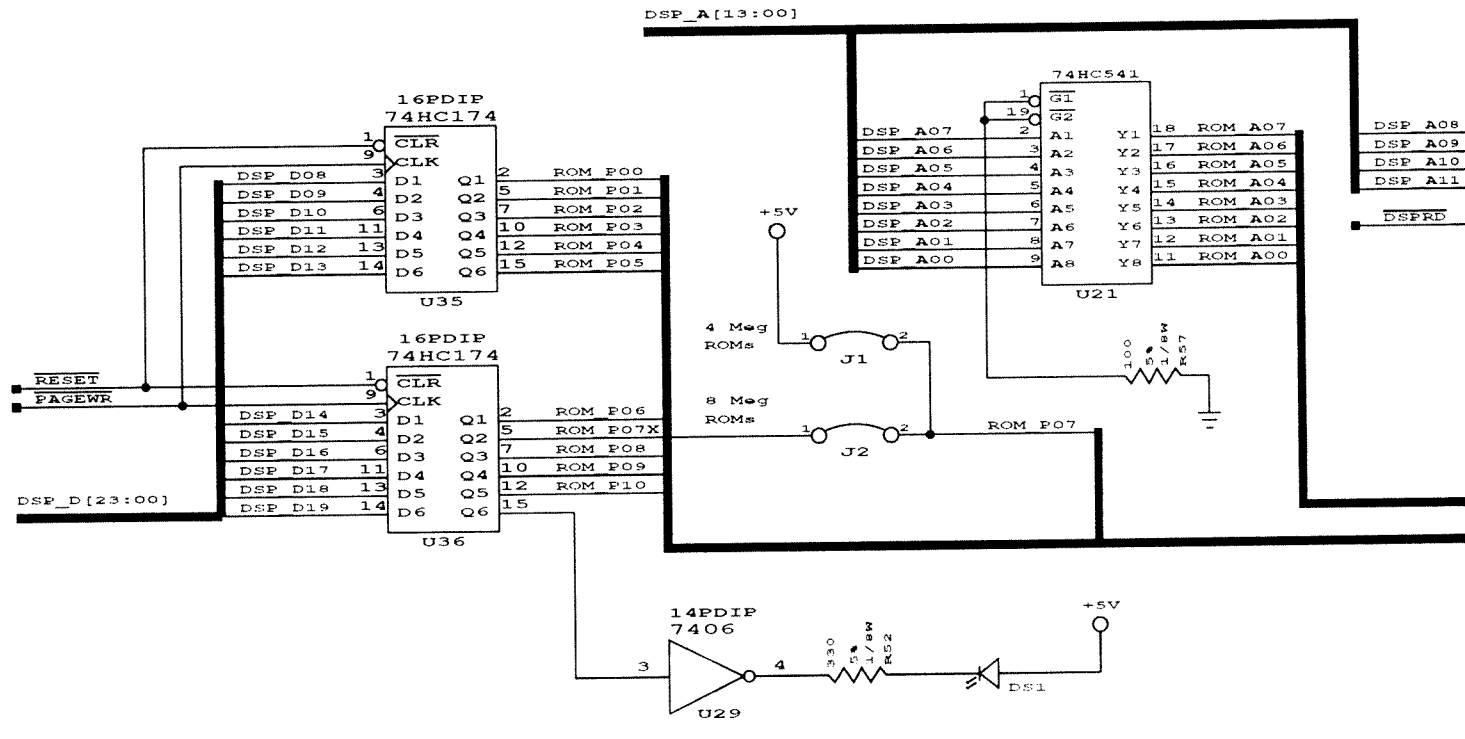 DSP_A[13:00]
16PDIP
74HC174
1 CLR
9 CLK
DSP D08 3 D1 Q1 2 ROM P00
DSP D09 4 D2 Q2 5 ROM P01
DSP D10 6 D3 Q3 7 ROM P02
DSP D11 11 D4 Q4 10 ROM P03
DSP D12 13 D5 Q5 12 ROM P04
DSP D13 14 D6 Q6 15 ROM P05
U35
74HC541
1 G1
19 G2
DSP A07 2 A1 Y1 18 ROM A07
DSP A06 3 A2 Y2 17 ROM A06
DSP A05 4 A3 Y3 16 ROM A05
DSP A04 5 A4 Y4 15 ROM A04
DSP A03 6 A5 Y5 14 ROM A03
DSP A02 7 A6 Y6 13 ROM A02
DSP A01 8 A7 Y7 12 ROM A01
DSP A00 9 A8 Y8 11 ROM A00
U21
DSP A08
DSP A09
DSP A10
DSP A11
DSPRD
+5V
4 Meg
ROMs
1 2
J1
100
5%
1/8W
R57
8 Meg
ROMs
1 2
J2
ROM P07
RESET
PAGEWR
16PDIP
74HC174
1 CLR
9 CLK
DSP D14 3 D1 Q1 2 ROM P06
DSP D15 4 D2 Q2 5 ROM P07X
DSP D16 6 D3 Q3 7 ROM P08
DSP D17 11 D4 Q4 10 ROM P09
DSP D18 13 D5 Q5 12 ROM P10
DSP D19 14 D6 Q6 15
U36
DSP_D[23:00]
14PDIP
7406
3 4
U29
330
5%
1/8W
R52
DS1
+5V